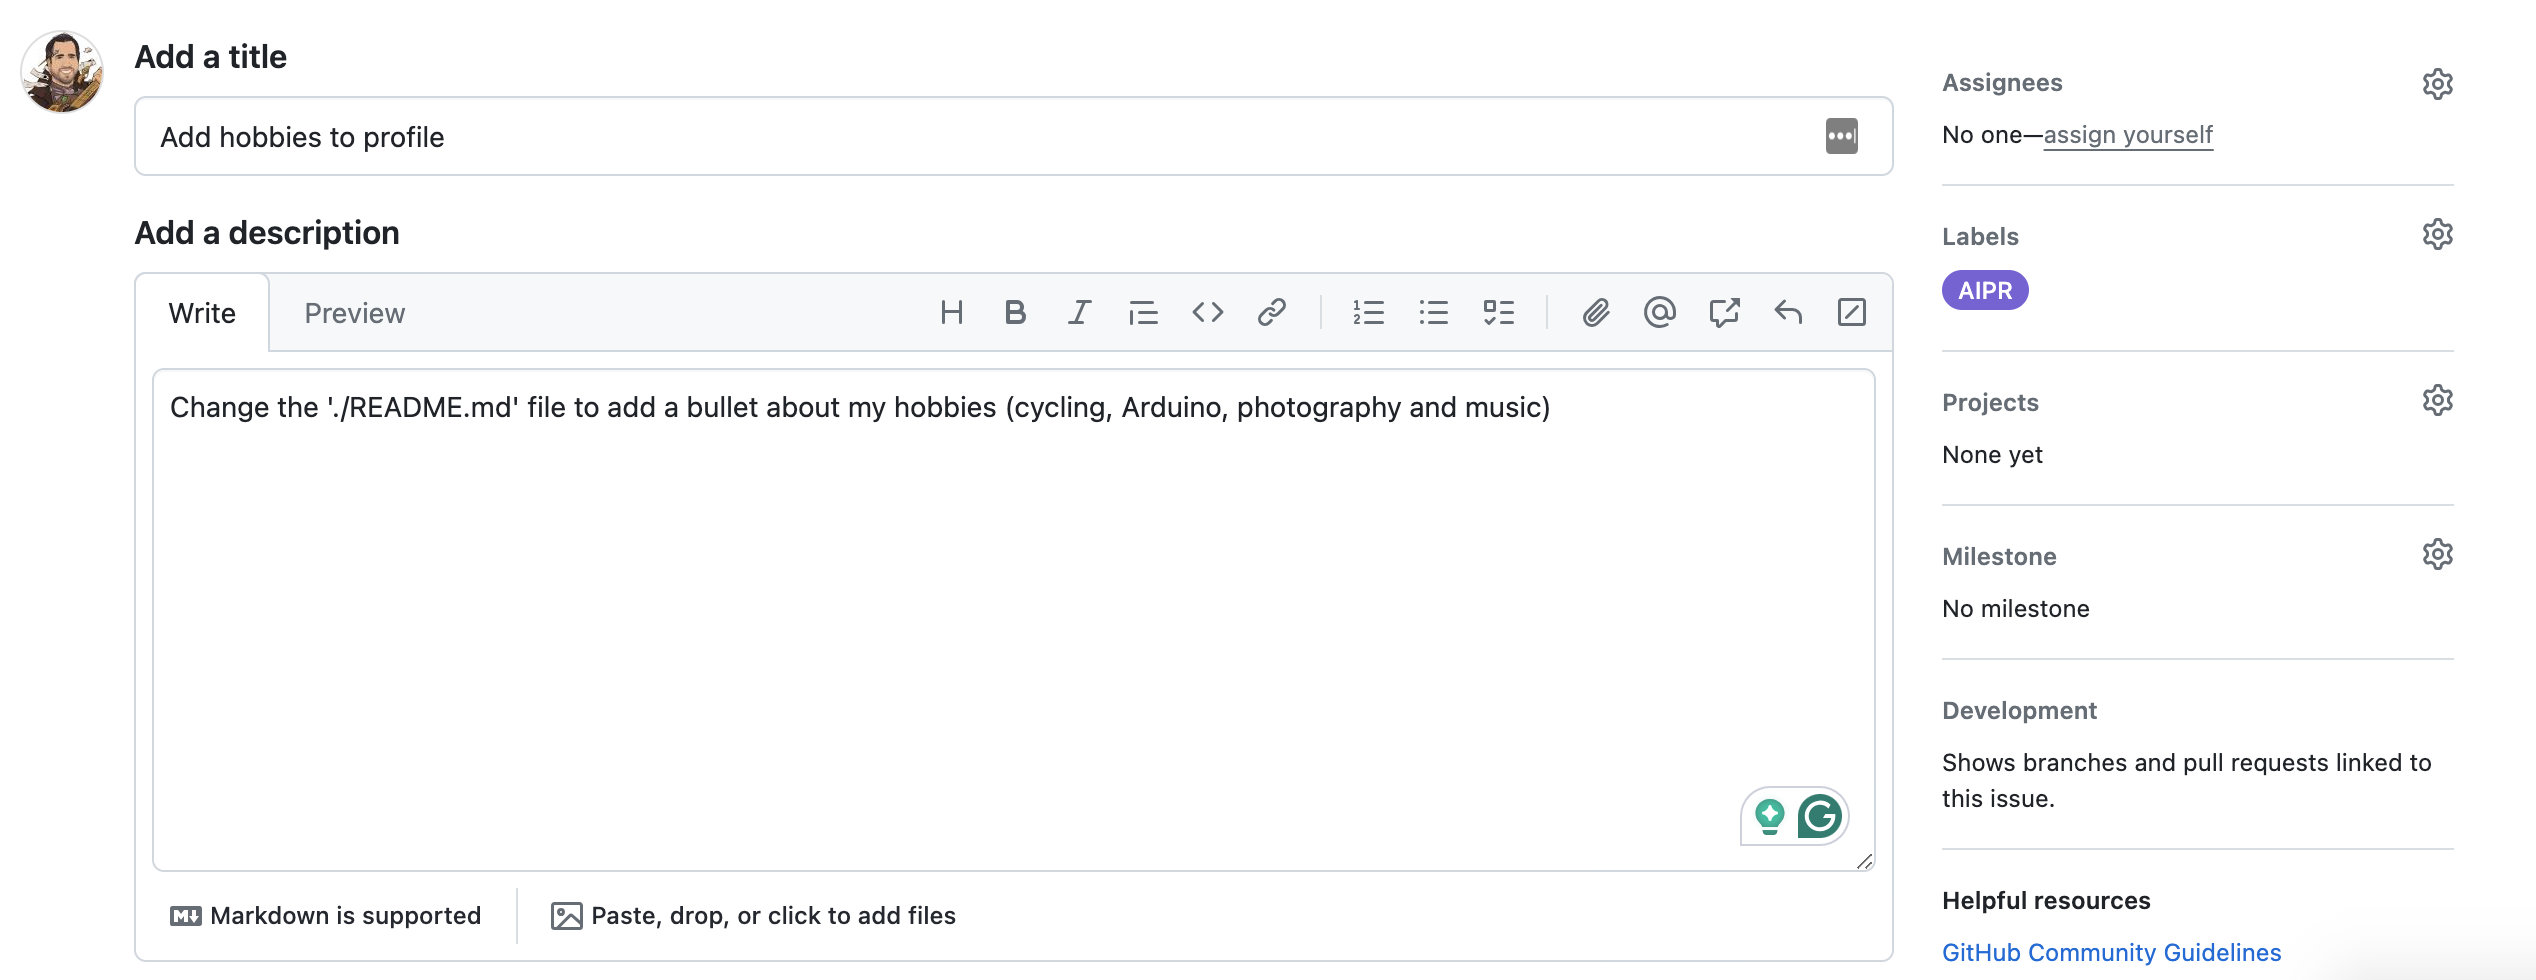 Add a title
Add hobbies to profile
Add a description
Write
Preview
Change the './README.md' file to add a bullet about my hobbies (cycling, Arduino, photography and music)
Markdown is supported
Paste, drop, or click to add files
Assignees
No one—assign yourself
Labels
AIPR
Projects
None yet
Milestone
No milestone
Development
Shows branches and pull requests linked to
this issue.
Helpful resources
GitHub Community Guidelines